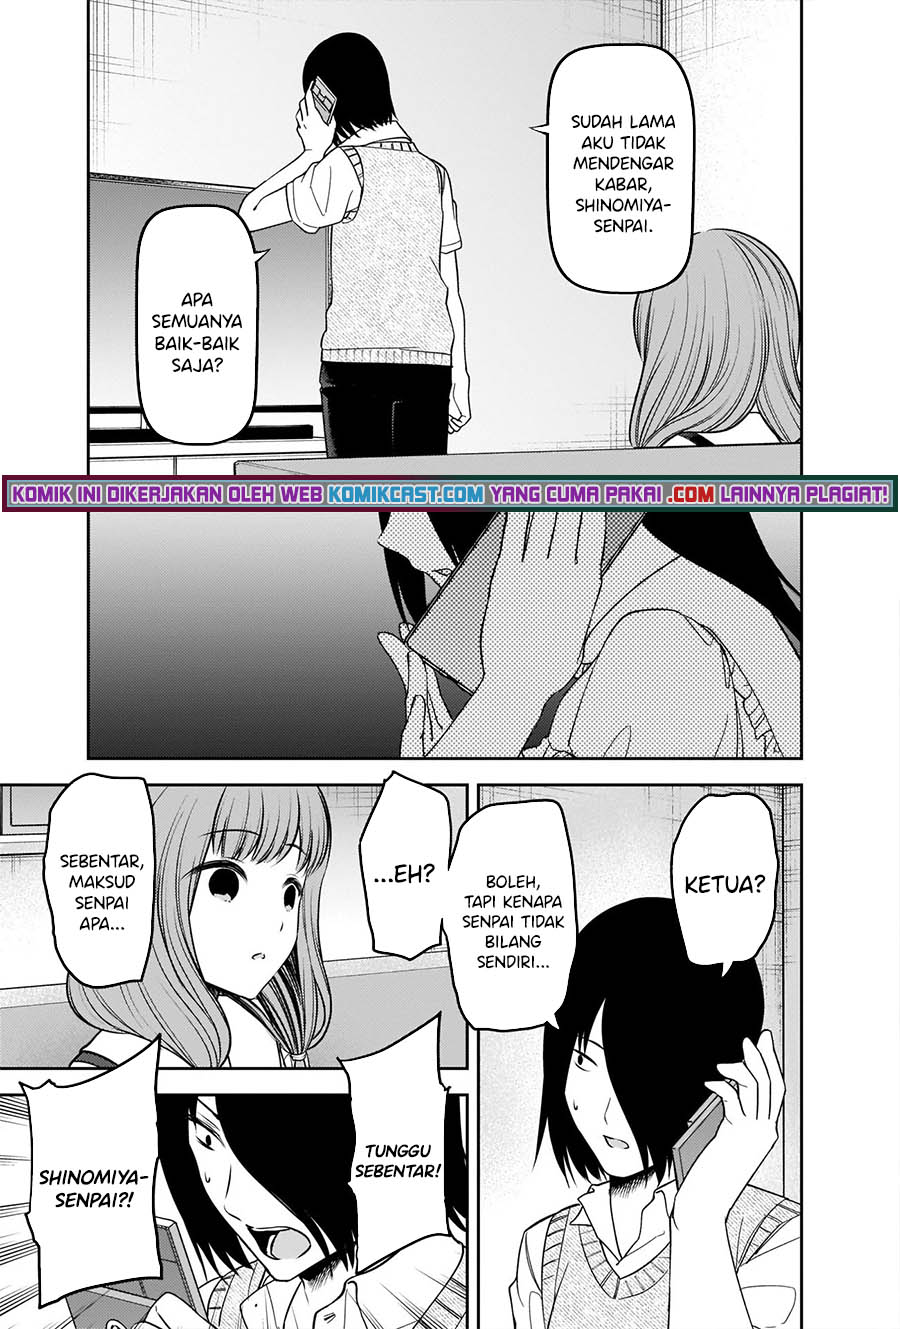 SUDAH LAMA
AKU TIDAK
MENDENGAR
KABAR,
SHINOMIYA-
SENPAI.
APA
SEMUANYA
BAIK-BAIK
SAJA?
KOMIK INI DIKERJAKAN OLEH WEB KOMIKCAST.COM YANG CUMA PAKAI .COM LAINNYA PLAGIAT!
KETUA?
BOLEH,
TAPI KENAPA
SENPAI TIDAK
BILANG
SENDIRI...
...EH?
SEBENTAR,
MAKSUD
SENPAI
APA...
TUNGGU
SEBENTAR!
SHINOMIYA-
SENPAI?!